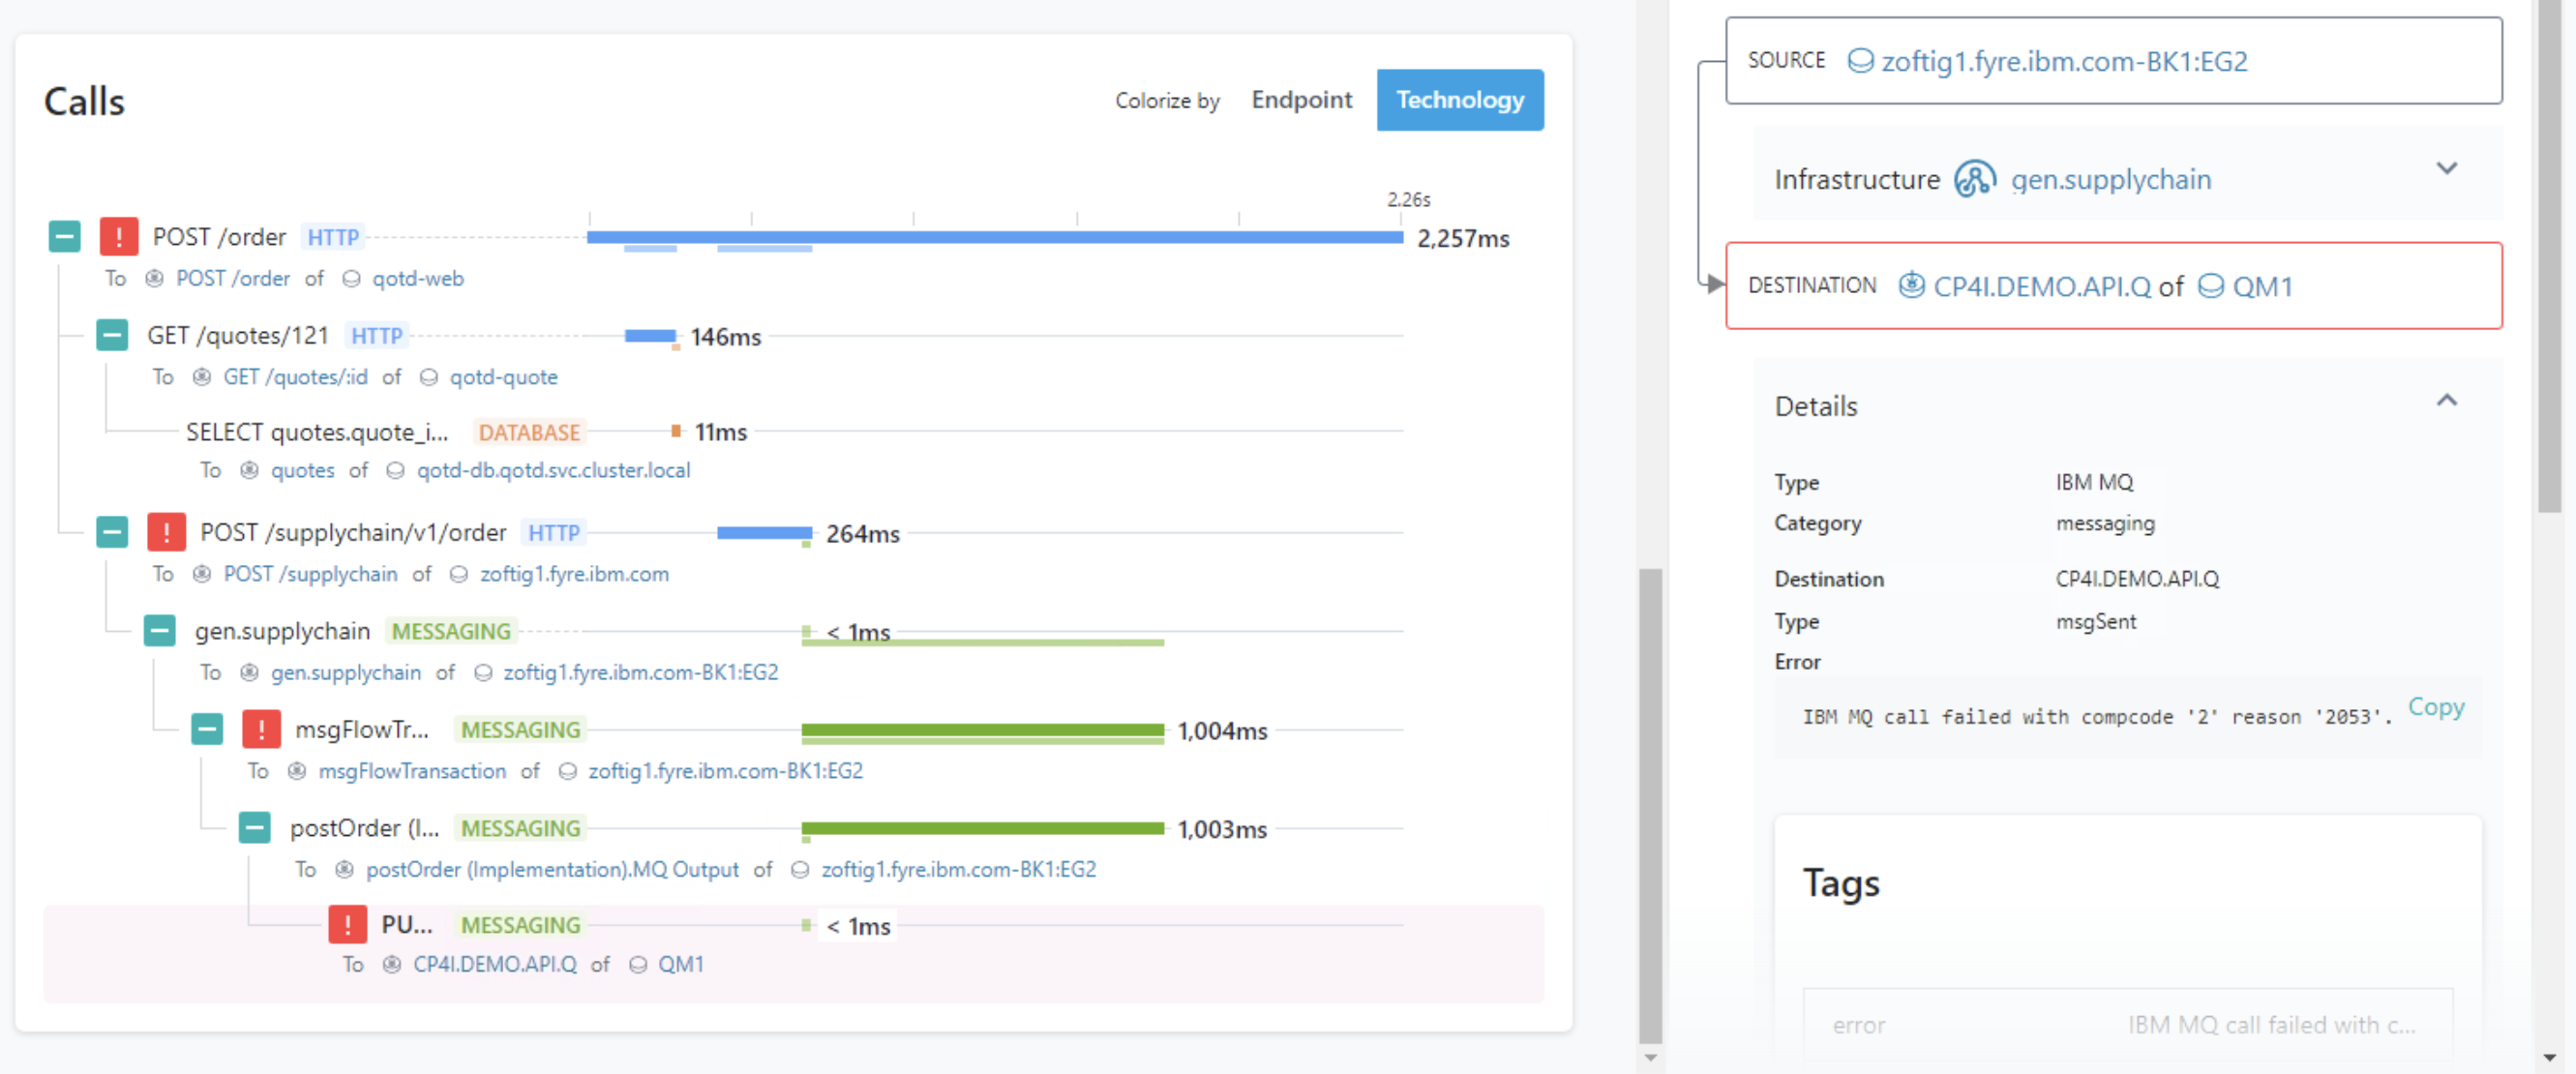 Calls
Colorize by Endpoint Technology
2.26s
POST /order HTTP 2,257ms
To POST /order of qotd-web
GET /quotes/121 HTTP 146ms
To GET /quotes/:id of qotd-quote
SELECT quotes.quote_i... DATABASE 11ms
To quotes of qotd-db.qotd.svc.cluster.local
POST /supplychain/v1/order HTTP 264ms
To POST /supplychain of zoftig1.fyre.ibm.com
gen.supplychain MESSAGING < 1ms
To gen.supplychain of zoftig1.fyre.ibm.com-BK1:EG2
msgFlowTr... MESSAGING 1,004ms
To msgFlowTransaction of zoftig1.fyre.ibm.com-BK1:EG2
postOrder (I... MESSAGING 1,003ms
To postOrder (Implementation).MQ Output of zoftig1.fyre.ibm.com-BK1:EG2
PU... MESSAGING < 1ms
To CP4I.DEMO.API.Q of QM1
SOURCE zoftig1.fyre.ibm.com-BK1:EG2
Infrastructure gen.supplychain
DESTINATION CP4I.DEMO.API.Q of QM1
Details
Type IBM MQ
Category messaging
Destination CP4I.DEMO.API.Q
Type msgSent
Error
IBM MQ call failed with compcode '2' reason '2053'. Copy
Tags
error IBM MQ call failed with c...